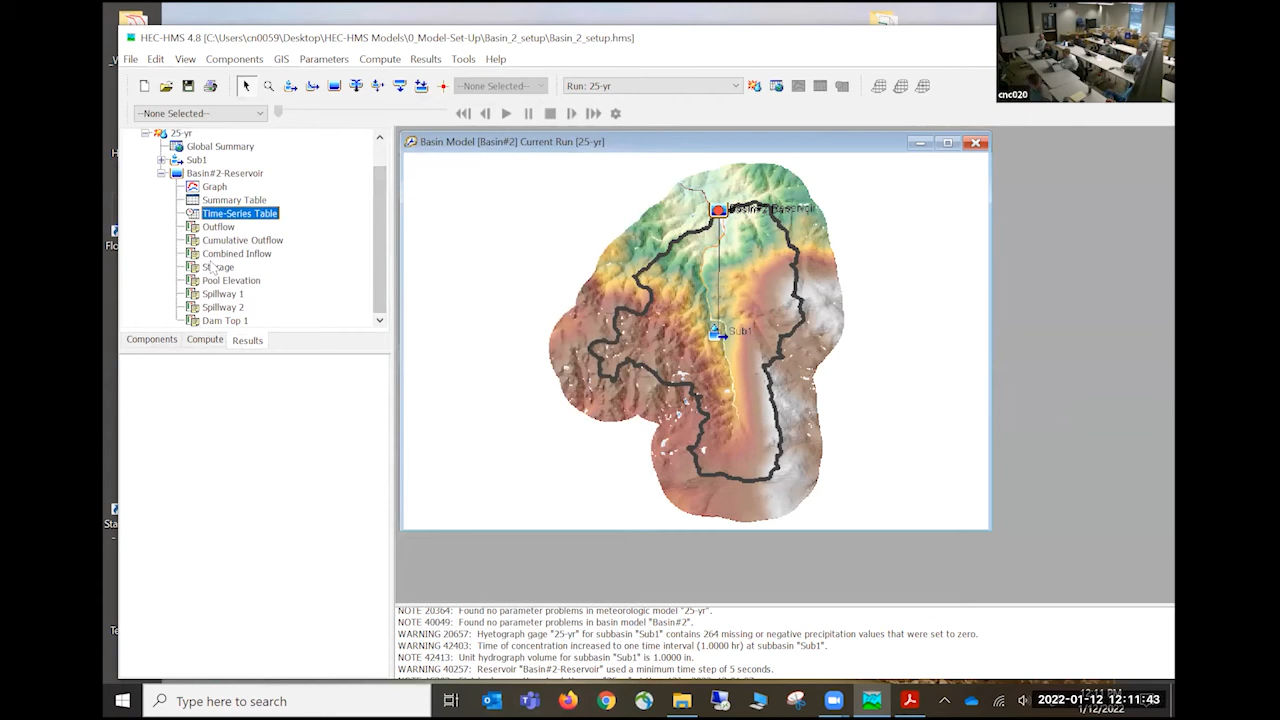 HEC-HMS 4.8 [C:\Users\cn0059\Desktop\HEC-HMS Models\0_Model-Set-Up\Basin_2_setup\Basin_2_setup.hms]
File Edit View Components GIS Parameters Compute Results Tools Help
--None Selected-- Run: 25-yr
--None Selected--
cnc020
25-yr
Global Summary
Sub1
Basin#2-Reservoir
Graph
Summary Table
Time-Series Table
Outflow
Cumulative Outflow
Combined Inflow
Pool Elevation
Spillway 1
Spillway 2
Dam Top 1
Components Compute Results
Basin Model [Basin#2] Current Run [25-yr]
Basin#2-Reservoir
Sub1
NOTE 20364: Found no parameter problems in meteorologic model "25-yr".
NOTE 40049: Found no parameter problems in basin model "Basin#2".
WARNING 20657: Hyetograph gage "25-yr" for subbasin "Sub1" contains 264 missing or negative precipitation values that were set to zero.
WARNING 42403: Time of concentration increased to one time interval (1.0000 hr) at subbasin "Sub1".
NOTE 42413: Unit hydrograph volume for subbasin "Sub1" is 1.0000 in.
WARNING 40257: Reservoir "Basin#2-Reservoir" used a minimum time step of 5 seconds.
Type here to search
2022-01-12 12:11:43
1/12/2022